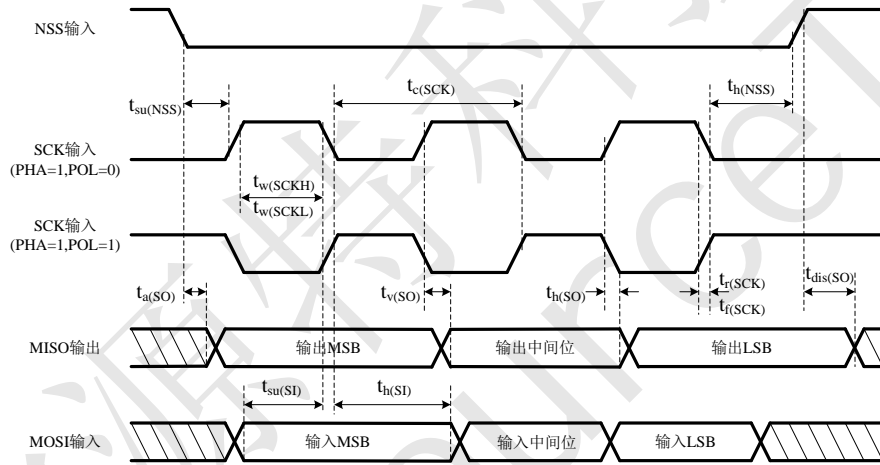 NSS输入
tsu(NSS)
tc(SCK)
th(NSS)
SCK输入
(PHA=1,POL=0)
tw(SCKH)
tw(SCKL)
SCK输入
(PHA=1,POL=1)
ta(SO)
tv(SO)
th(SO)
tr(SCK)
tf(SCK)
tdis(SO)
MISO输出
输出MSB
输出中间位
输出LSB
tsu(SI)
th(SI)
MOSI输入
输入MSB
输入中间位
输入LSB
源特科
ource